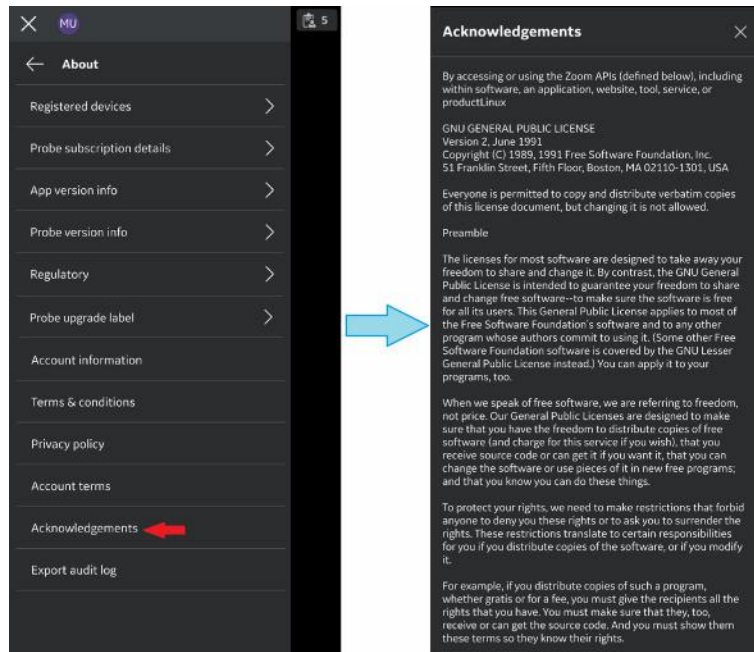 MU
5
About
Registered devices
Probe subscription details
App version info
Probe version info
Regulatory
Probe upgrade label
Account information
Terms & conditions
Privacy policy
Account terms
Acknowledgements
Export audit log
Acknowledgements
By accessing or using the Zoom APIs (defined below), including
within software, an application, website, tool, service, or
productLinux
GNU GENERAL PUBLIC LICENSE
Version 2, June 1991
Copyright (C) 1989, 1991 Free Software Foundation, Inc.
51 Franklin Street, Fifth Floor, Boston, MA 02110-1301, USA
Everyone is permitted to copy and distribute verbatim copies
of this license document, but changing it is not allowed.
Preamble
The licenses for most software are designed to take away your
freedom to share and change it. By contrast, the GNU General
Public License is intended to guarantee your freedom to share
and change free software--to make sure the software is free
for all its users. This General Public License applies to most of
the Free Software Foundation's software and to any other
program whose authors commit to using it. (Some other Free
Software Foundation software is covered by the GNU Lesser
General Public License instead.) You can apply it to your
programs, too.
When we speak of free software, we are referring to freedom,
not price. Our General Public Licenses are designed to make
sure that you have the freedom to distribute copies of free
software (and charge for this service if you wish), that you
receive source code or can get it if you want it, that you can
change the software or use pieces of it in new free programs;
and that you know you can do these things.
To protect your rights, we need to make restrictions that forbid
anyone to deny you these rights or to ask you to surrender the
rights. These restrictions translate to certain responsibilities
for you if you distribute copies of the software, or if you modify
it.
For example, if you distribute copies of such a program,
whether gratis or for a fee, you must give the recipients all the
rights that you have. You must make sure that they, too,
receive or can get the source code. And you must show them
these terms so they know their rights.